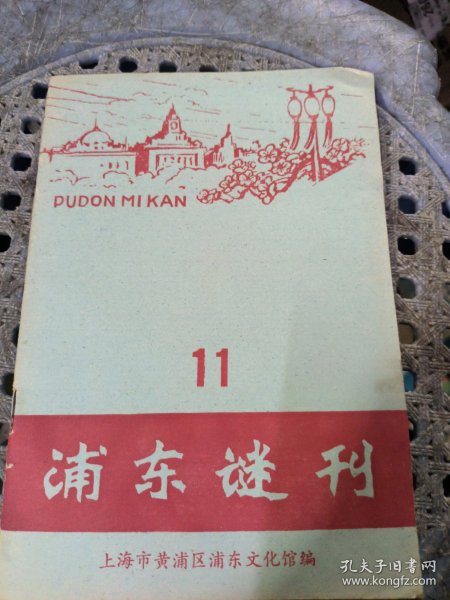 PUDON MI KAN
11
浦东谜刊
上海市黄浦区浦东文化馆编
孔夫子旧书网
www.kongfz.com